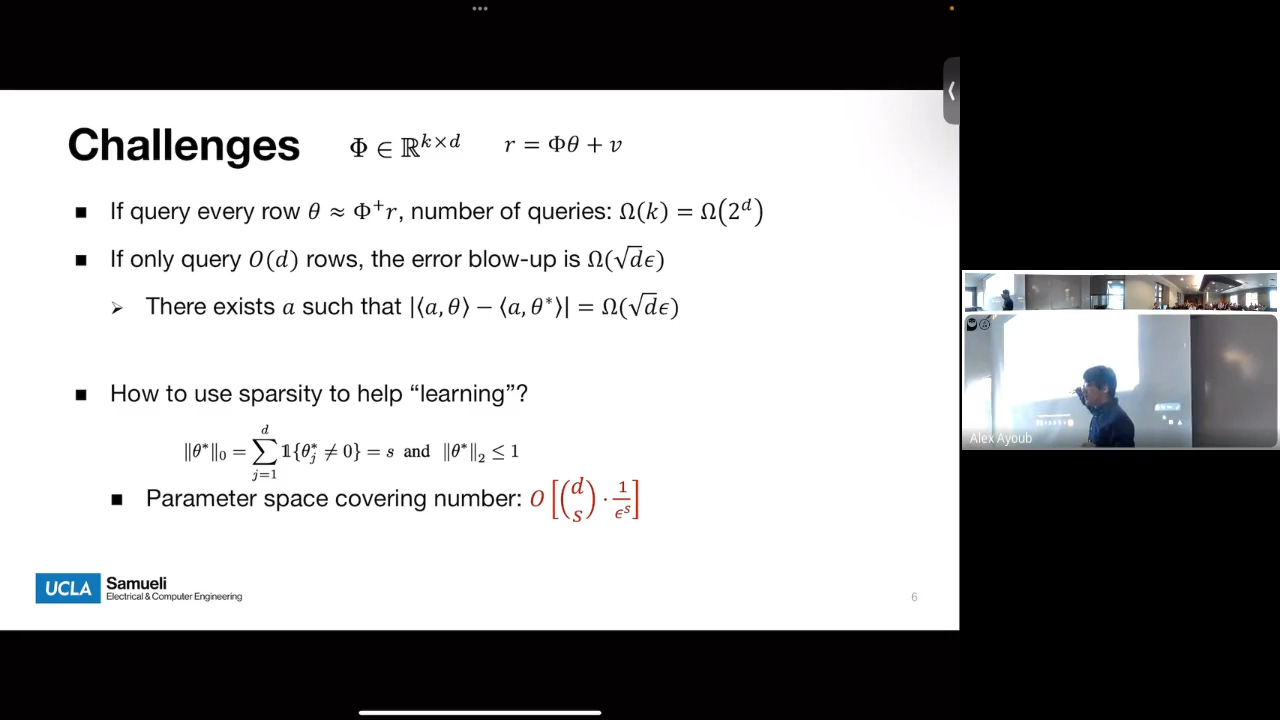 Challenges Φ ∈ ℝ^{k×d} r = Φθ + v
■ If query every row θ ≈ Φ⁺r, number of queries: Ω(k) = Ω(2^d)
■ If only query O(d) rows, the error blow-up is Ω(√dϵ)
➢ There exists a such that |⟨a, θ⟩ − ⟨a, θ*⟩| = Ω(√dϵ)
■ How to use sparsity to help “learning”?
‖θ*‖₀ = ∑_{j=1}^{d} 𝟙{θ*_j ≠ 0} = s and ‖θ*‖₂ ≤ 1
■ Parameter space covering number: O[(d s) · 1/ϵ^s]
UCLA Samueli
Electrical & Computer Engineering
6
Alex Ayoub